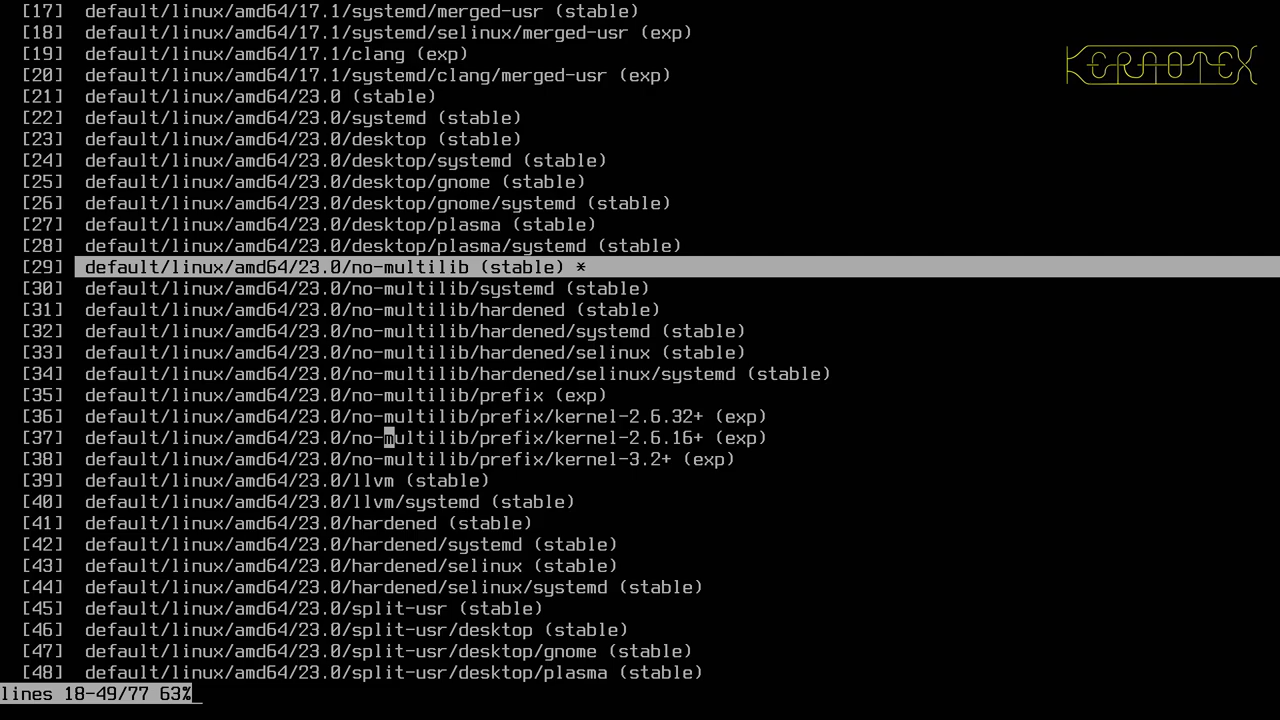 KERNOTEX
[17] default/linux/amd64/17.1/systemd/merged-usr (stable)
[18] default/linux/amd64/17.1/systemd/selinux/merged-usr (exp)
[19] default/linux/amd64/17.1/clang (exp)
[20] default/linux/amd64/17.1/systemd/clang/merged-usr (exp)
[21] default/linux/amd64/23.0 (stable)
[22] default/linux/amd64/23.0/systemd (stable)
[23] default/linux/amd64/23.0/desktop (stable)
[24] default/linux/amd64/23.0/desktop/systemd (stable)
[25] default/linux/amd64/23.0/desktop/gnome (stable)
[26] default/linux/amd64/23.0/desktop/gnome/systemd (stable)
[27] default/linux/amd64/23.0/desktop/plasma (stable)
[28] default/linux/amd64/23.0/desktop/plasma/systemd (stable)
[29] default/linux/amd64/23.0/no-multilib (stable) *
[30] default/linux/amd64/23.0/no-multilib/systemd (stable)
[31] default/linux/amd64/23.0/no-multilib/hardened (stable)
[32] default/linux/amd64/23.0/no-multilib/hardened/systemd (stable)
[33] default/linux/amd64/23.0/no-multilib/hardened/selinux (stable)
[34] default/linux/amd64/23.0/no-multilib/hardened/selinux/systemd (stable)
[35] default/linux/amd64/23.0/no-multilib/prefix (exp)
[36] default/linux/amd64/23.0/no-multilib/prefix/kernel-2.6.32+ (exp)
[37] default/linux/amd64/23.0/no-multilib/prefix/kernel-2.6.16+ (exp)
[38] default/linux/amd64/23.0/no-multilib/prefix/kernel-3.2+ (exp)
[39] default/linux/amd64/23.0/llvm (stable)
[40] default/linux/amd64/23.0/llvm/systemd (stable)
[41] default/linux/amd64/23.0/hardened (stable)
[42] default/linux/amd64/23.0/hardened/systemd (stable)
[43] default/linux/amd64/23.0/hardened/selinux (stable)
[44] default/linux/amd64/23.0/hardened/selinux/systemd (stable)
[45] default/linux/amd64/23.0/split-usr (stable)
[46] default/linux/amd64/23.0/split-usr/desktop (stable)
[47] default/linux/amd64/23.0/split-usr/desktop/gnome (stable)
[48] default/linux/amd64/23.0/split-usr/desktop/plasma (stable)
lines 18-49/77 63%